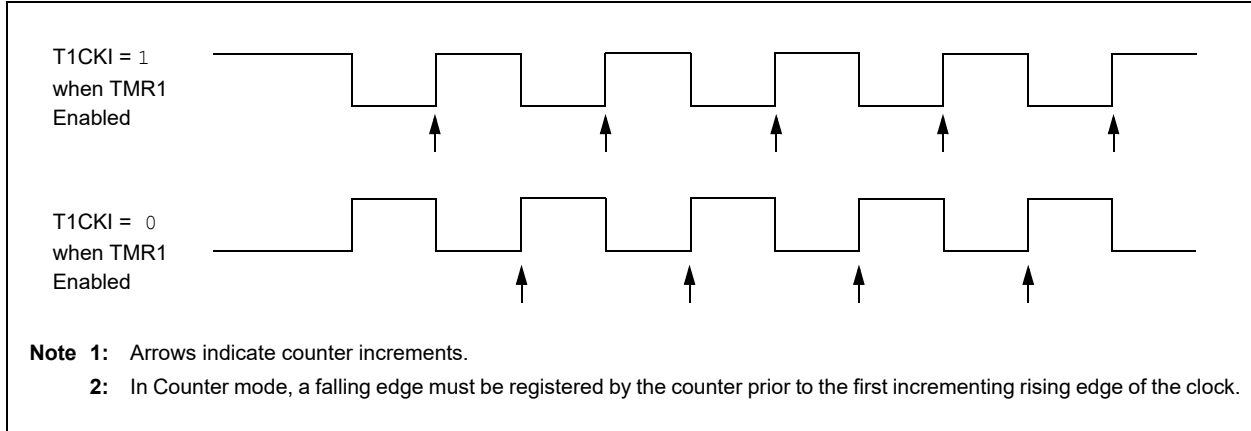 T1CKI = 1
when TMR1
Enabled
T1CKI = 0
when TMR1
Enabled
Note 1: Arrows indicate counter increments.
2: In Counter mode, a falling edge must be registered by the counter prior to the first incrementing rising edge of the clock.